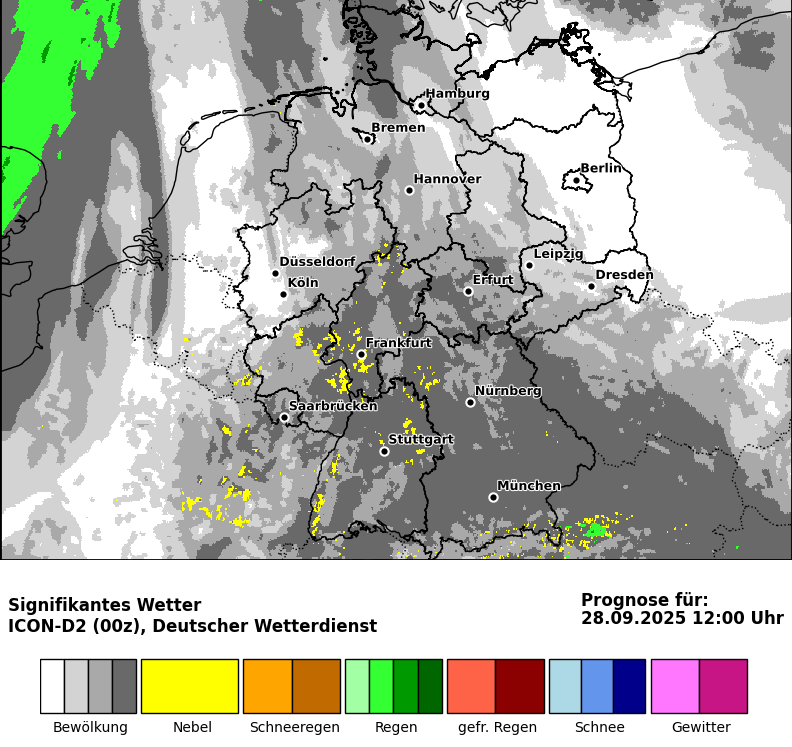 Hamburg
Bremen
Berlin
Hannover
Leipzig
Düsseldorf
Dresden
Köln
Erfurt
Frankfurt
Nürnberg
Saarbrücken
Stuttgart
München
Signifikantes Wetter
ICON-D2 (00z), Deutscher Wetterdienst
Prognose für:
28.09.2025 12:00 Uhr
Bewölkung Nebel Schneeregen Regen gefr. Regen Schnee Gewitter